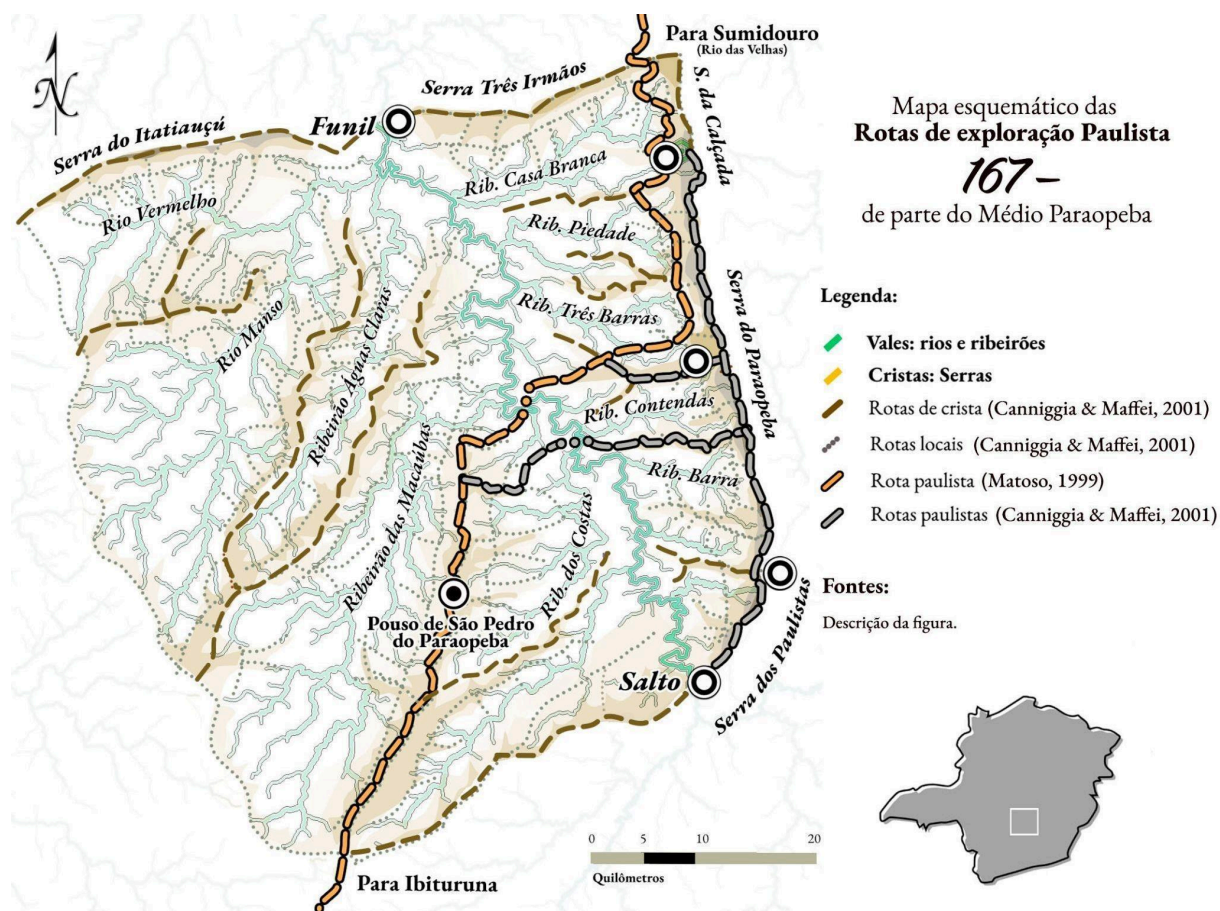 Para Sumidouro
(Rio das Velhas)
N
Serra Três Irmãos
S. da Calçada
Funil
Serra do Itatiauçú
Rib. Casa Branca
Rio Vermelho
Rib. Piedade
Rib. Três Barras
Serra do Paraopeba
Rio Manso
Ribeirão Águas Claras
Rib. Contendas
Ribeirão das Macaúbas
Rib. Barra
Rib. dos Costas
Pouso de São Pedro
do Paraopeba
Salto
Serra dos Paulistas
Para Ibituruna
0 5 10 20
Quilômetros
Mapa esquemático das
Rotas de exploração Paulista
167–
de parte do Médio Paraopeba
Legenda:
Vales: rios e ribeirões
Cristas: Serras
Rotas de crista (Canniggia & Maffei, 2001)
Rotas locais (Canniggia & Maffei, 2001)
Rota paulista (Matoso, 1999)
Rotas paulistas (Canniggia & Maffei, 2001)
Fontes:
Descrição da figura.